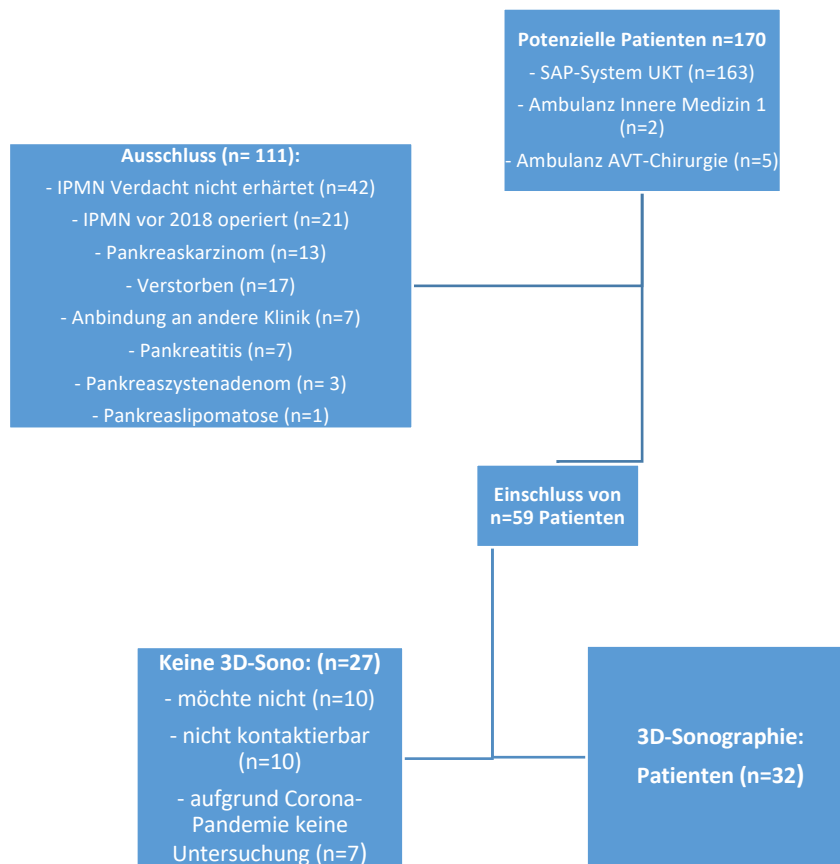 Potenzielle Patienten n=170
- SAP-System UKT (n=163)
- Ambulanz Innere Medizin 1
(n=2)
- Ambulanz AVT-Chirurgie (n=5)
Ausschluss (n= 111):
- IPMN Verdacht nicht erhärtet (n=42)
- IPMN vor 2018 operiert (n=21)
- Pankreaskarzinom (n=13)
- Verstorben (n=17)
- Anbindung an andere Klinik (n=7)
- Pankreatitis (n=7)
- Pankreaszystenadenom (n= 3)
- Pankreaslipomatose (n=1)
Einschluss von
n=59 Patienten
Keine 3D-Sono: (n=27)
- möchte nicht (n=10)
- nicht kontaktierbar
(n=10)
- aufgrund Corona-
Pandemie keine
Untersuchung (n=7)
3D-Sonographie:
Patienten (n=32)